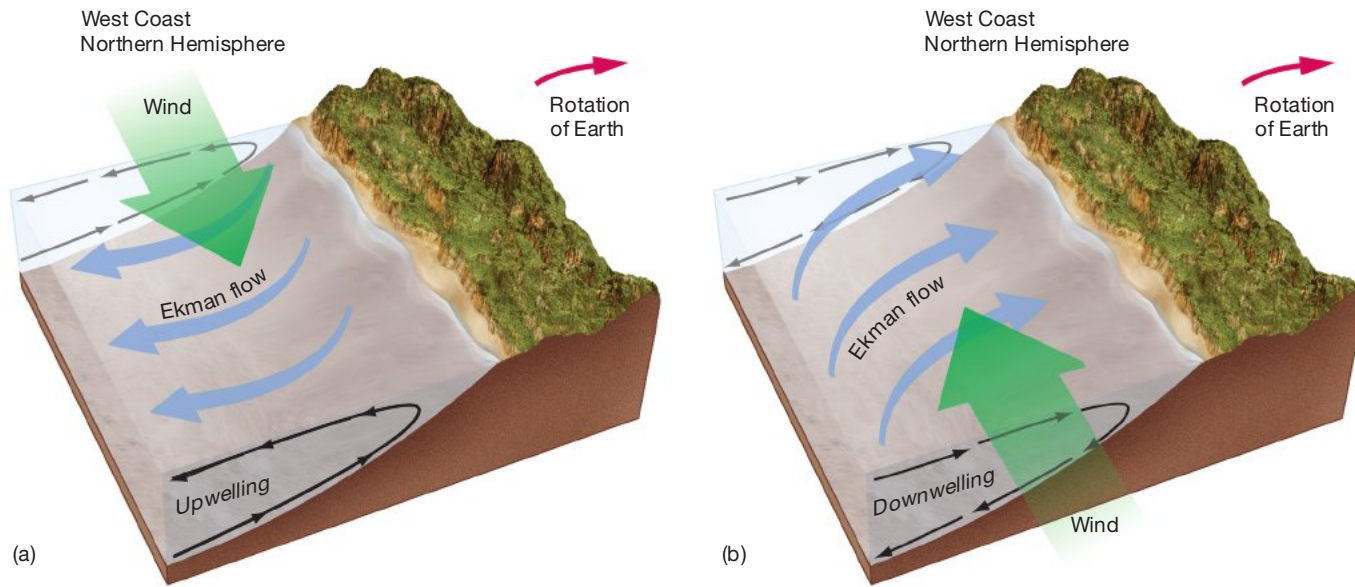 West Coast
Northern Hemisphere
Wind
Rotation
of Earth
Ekman flow
Upwelling
(a)
West Coast
Northern Hemisphere
Rotation
of Earth
Ekman flow
Downwelling
Wind
(b)